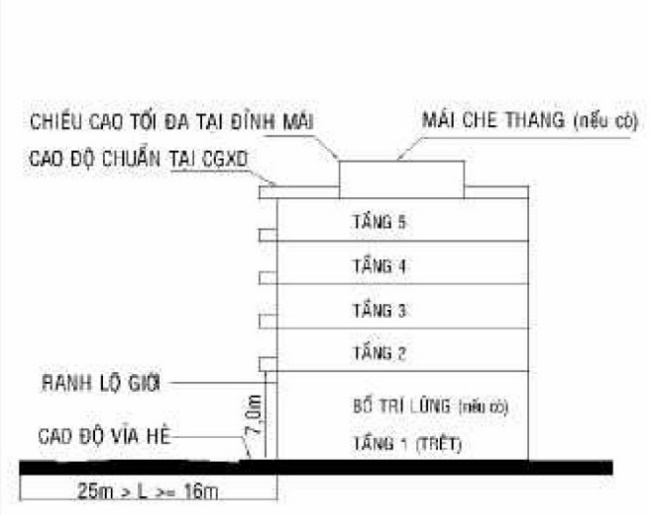 CHIỀU CAO TỐI ĐA TẠI ĐỈNH MÁI
MÁI CHE THANG (nếu có)
CAO ĐỘ CHUẨN TẠI CGXD
TẦNG 5
TẦNG 4
TẦNG 3
TẦNG 2
RANH LỘ GIỚI
7,0m
BỐ TRÍ LỬNG (nếu có)
CAO ĐỘ VỈA HÈ
TẦNG 1 (TRỆT)
25m > L >= 16m